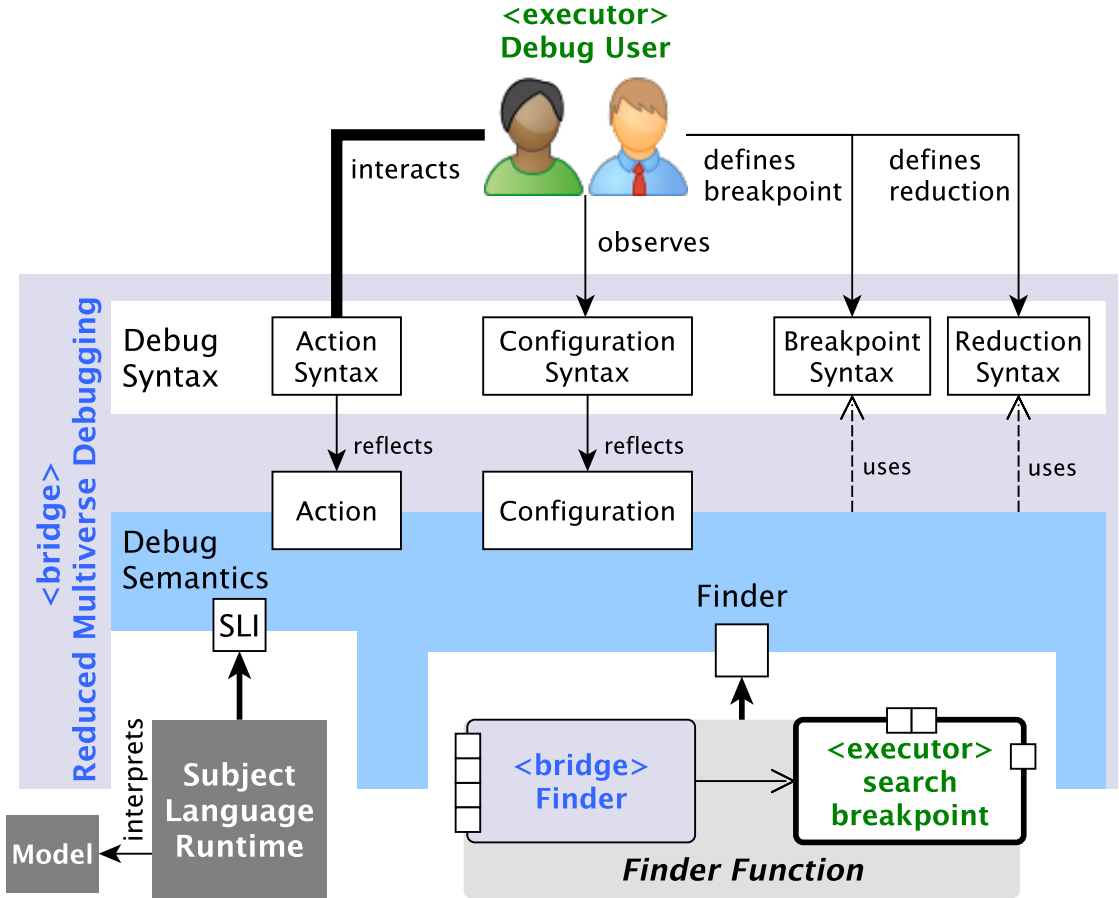 <executor>
Debug User
interacts
defines
breakpoint
defines
reduction
observes
<bridge>
Reduced Multiverse Debugging
Debug
Syntax
Action
Syntax
Configuration
Syntax
Breakpoint
Syntax
Reduction
Syntax
reflects
reflects
uses
uses
Action
Configuration
Debug
Semantics
SLI
Finder
interprets
Subject
Language
Runtime
Model
<bridge>
Finder
<executor>
search
breakpoint
Finder Function